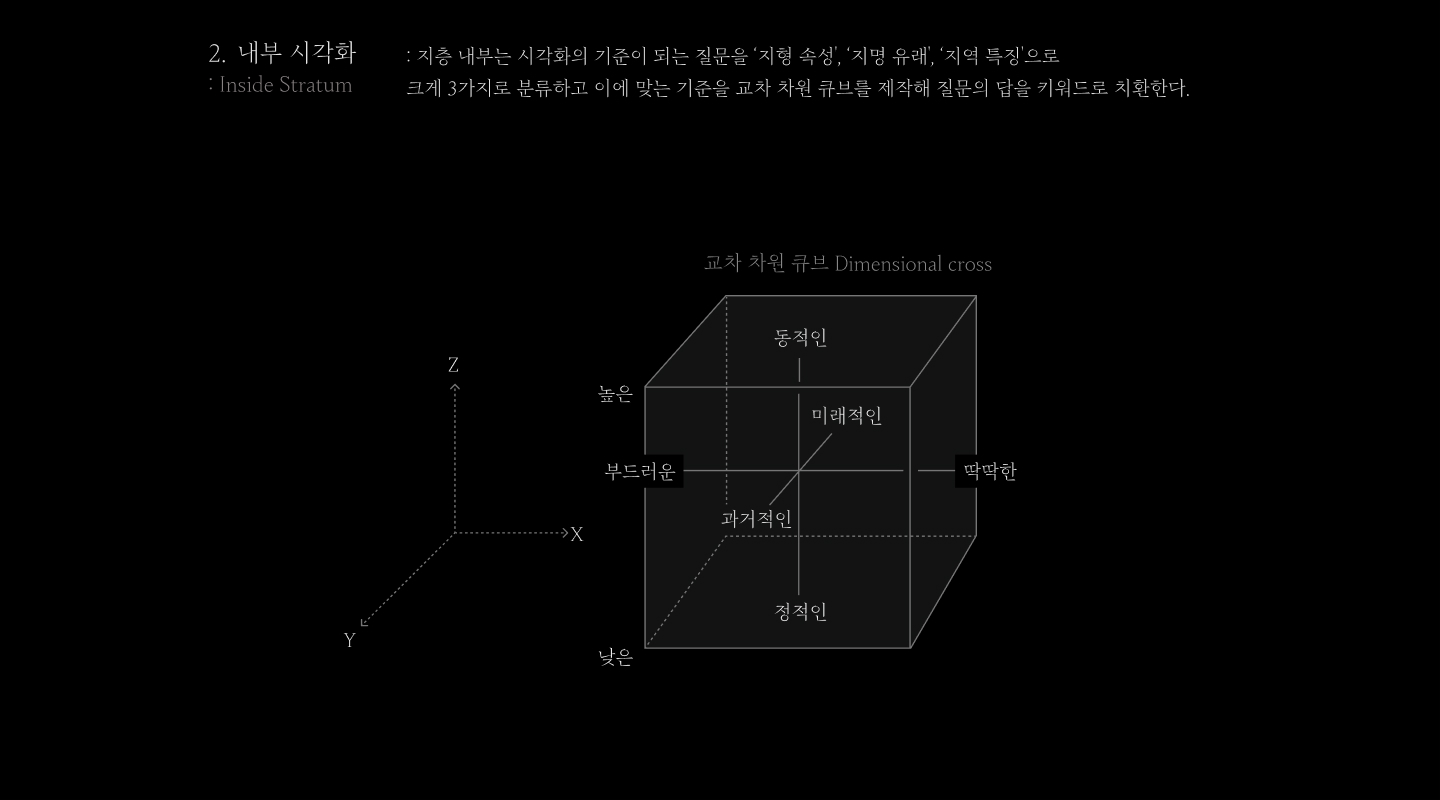 2. 내부 시각화
: Inside Stratum
: 지층 내부는 시각화의 기준이 되는 질문을 ‘지형 속성’, ‘지명 유래’, ‘지역 특징’으로
크게 3가지로 분류하고 이에 맞는 기준을 교차 차원 큐브를 제작해 질문의 답을 키워드로 치환한다.
교차 차원 큐브 Dimensional cross
동적인
Z
높은
미래적인
부드러운
딱딱한
과거적인
X
정적인
Y
낮은